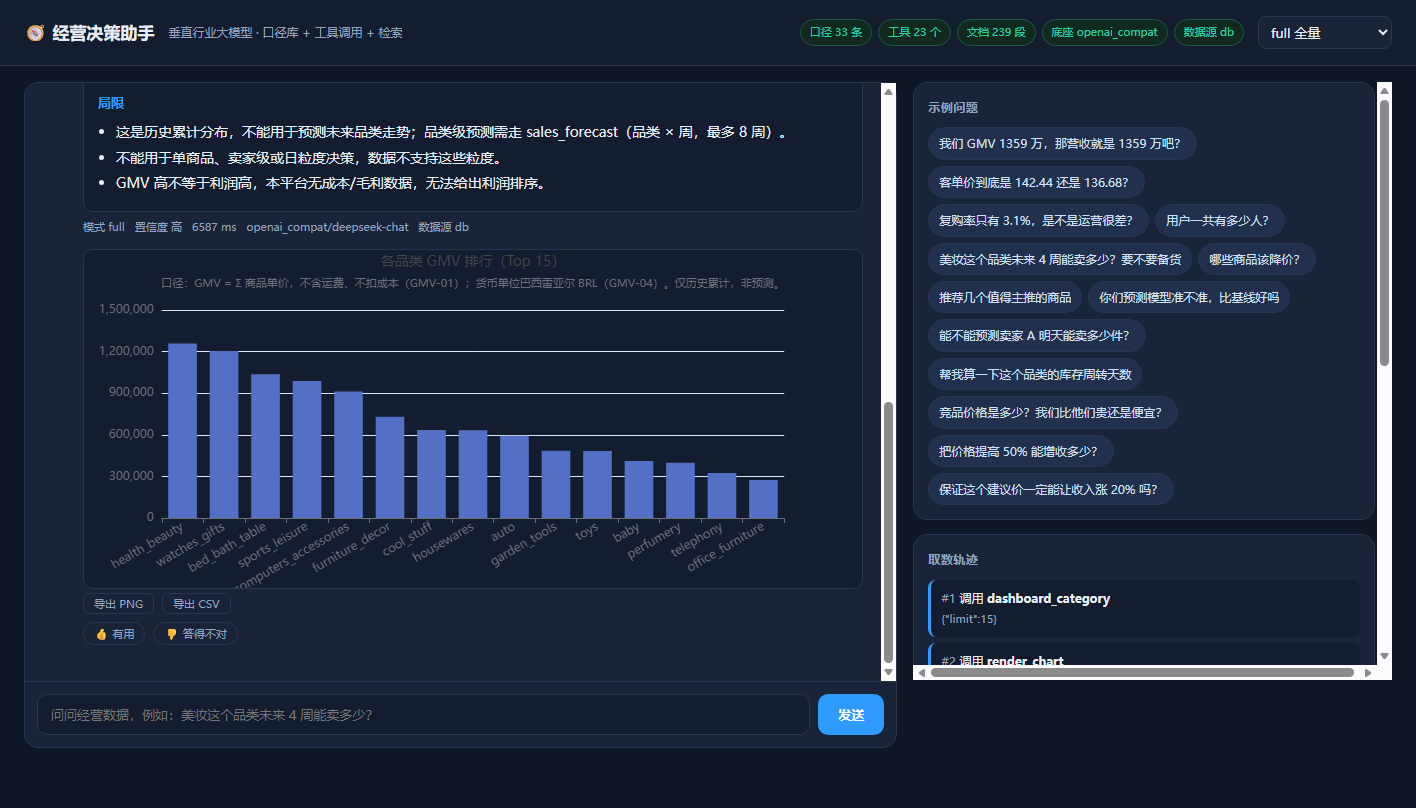 经营决策助手
垂直行业大模型 · 口径库 + 工具调用 + 检索
口径 33 条
工具 23 个
文档 239 段
底座 openai_compat
数据源 db
full 全量
局限
这是历史累计分布，不能用于预测未来品类走势；品类级预测需走 sales_forecast（品类 × 周，最多 8 周）。
不能用于单商品、卖家级或日粒度决策，数据不支持这些粒度。
GMV 高不等于利润高，本平台无成本/毛利数据，无法给出利润排序。
模式 full 置信度 高 6587 ms openai_compat/deepseek-chat 数据源 db
各品类 GMV 排行（Top 15）
口径：GMV = Σ 商品单价，不含运费、不扣成本（GMV-01）；货币单位巴西雷亚尔 BRL（GMV-04）。仅历史累计，非预测。
1,500,000
1,200,000
900,000
600,000
300,000
0
health_beauty
watches_gifts
bed_bath_table
sports_leisure
omputers_accessories
furniture_decor
cool_stuff
housewares
auto
garden_tools
toys
baby
perfumery
telephony
office_furniture
导出 PNG
导出 CSV
👍 有用
👎 答得不对
问问经营数据，例如：美妆这个品类未来 4 周能卖多少？
发送
示例问题
我们 GMV 1359 万，那营收就是 1359 万吧？
客单价到底是 142.44 还是 136.68？
复购率只有 3.1%，是不是运营很差？
用户一共有多少人？
美妆这个品类未来 4 周能卖多少？要不要备货
哪些商品该降价？
推荐几个值得主推的商品
你们预测模型准不准，比基线好吗
能不能预测卖家 A 明天能卖多少件？
帮我算一下这个品类的库存周转天数
竞品价格是多少？我们比他们贵还是便宜？
把价格提高 50% 能增收多少？
保证这个建议价一定能让收入涨 20% 吗？
取数轨迹
#1 调用 dashboard_category
{"limit":15}
#2 调用 render_chart